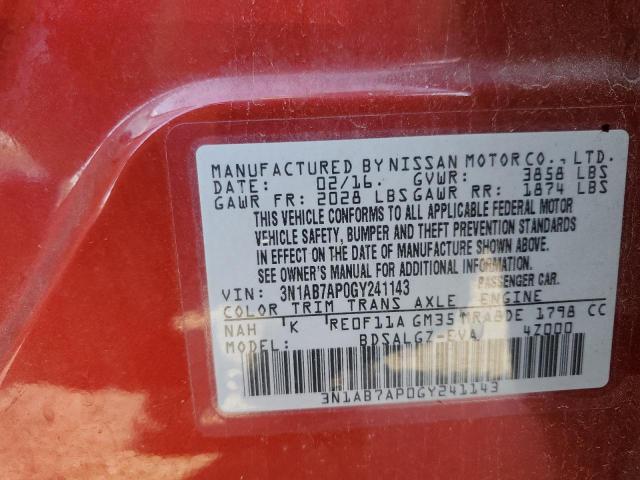 MANUFACTURED BY NISSAN MOTOR CO., LTD.
DATE: 02/16. GVWR: 3858 LBS
GAWR FR: 2028 LBS GAWR RR: 1874 LBS
THIS VEHICLE CONFORMS TO ALL APPLICABLE FEDERAL MOTOR
VEHICLE SAFETY, BUMPER AND THEFT PREVENTION STANDARDS
IN EFFECT ON THE DATE OF MANUFACTURE SHOWN ABOVE.
SEE OWNER'S MANUAL FOR ADDITIONAL INFORMATION.
PASSENGER CAR.
VIN: 3N1AB7AP0GY241143
COLOR TRIM TRANS AXLE ENGINE
NAH K RE0F11A GM35 MRA8DE 1798 CC
MODEL: BDSALGZ-EVA 47000
3N1AB7AP0GY241143